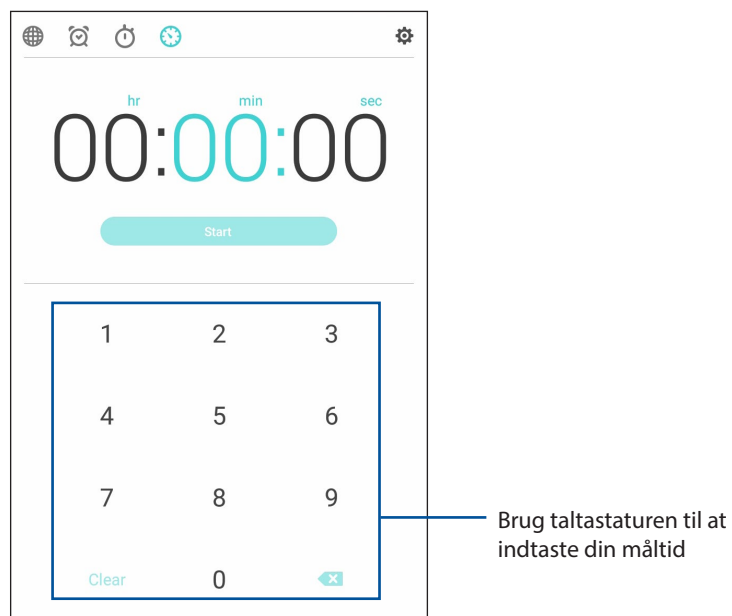 hr min sec
00:00:00
Start
1 2 3
4 5 6
7 8 9
Brug taltastaturen til at
indtaste din måltid
Clear 0